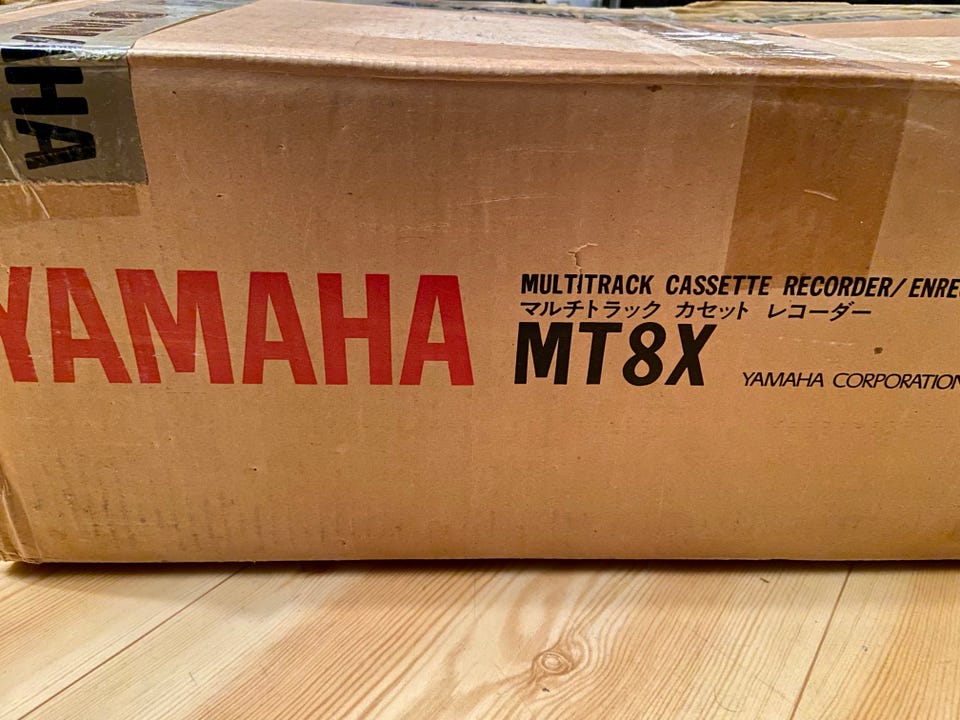 YAMAHA
YAMAHA
MULTITRACK CASSETTE RECORDER/ENRE
マルチトラック カセット レコーダー
MT8X
YAMAHA CORPORATION